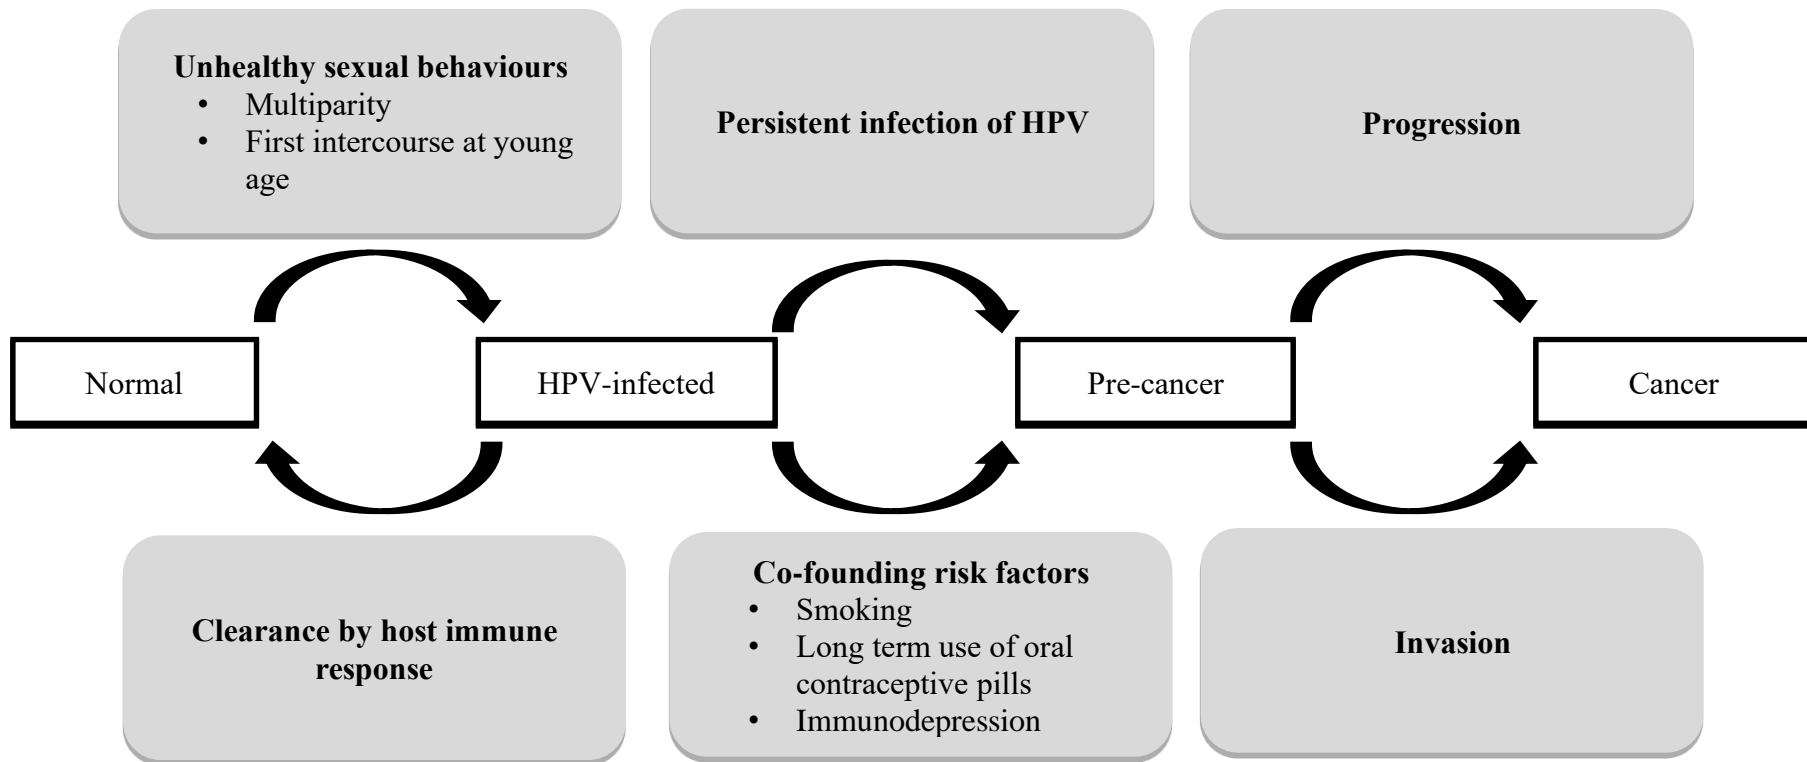 Unhealthy sexual behaviours
• Multiparity
• First intercourse at young
age
Persistent infection of HPV
Progression
Normal
HPV-infected
Pre-cancer
Cancer
Clearance by host immune
response
Co-founding risk factors
• Smoking
• Long term use of oral
contraceptive pills
• Immunodepression
Invasion